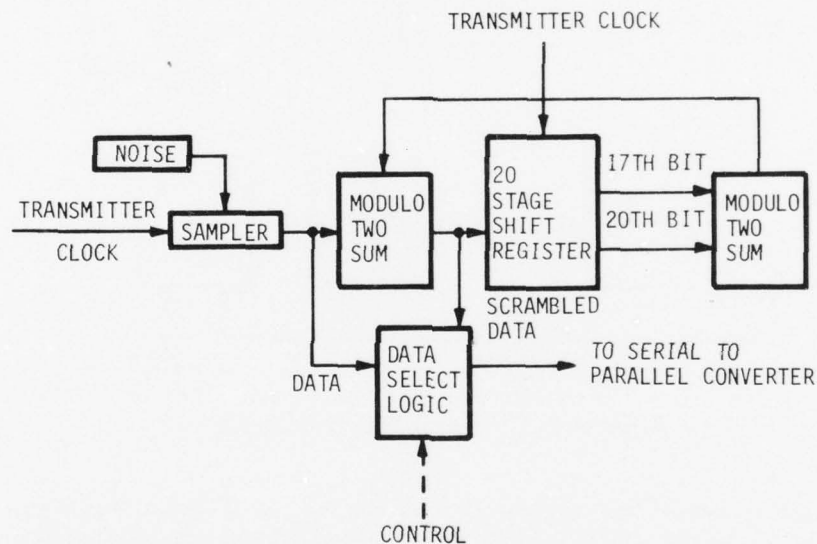 TRANSMITTER CLOCK
NOISE
TRANSMITTER
CLOCK
SAMPLER
MODULO
TWO
SUM
20
STAGE
SHIFT
REGISTER
17TH BIT
20TH BIT
MODULO
TWO
SUM
SCRAMBLED
DATA
DATA
DATA
SELECT
LOGIC
TO SERIAL TO
PARALLEL CONVERTER
CONTROL